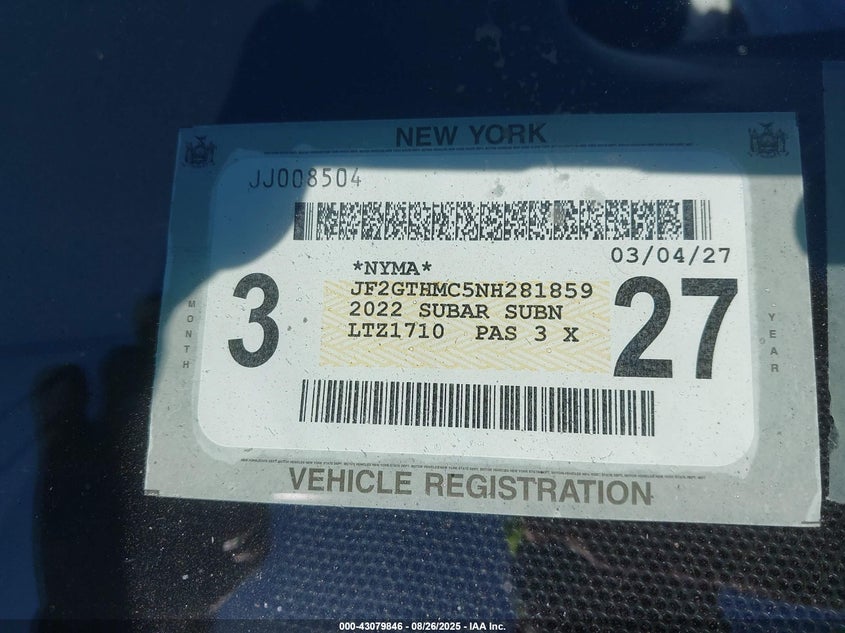 NEW YORK
JJ008504
03/04/27
*NYMA*
JF2GTHMC5NH281859
2022 SUBAR SUBN
LTZ1710 PAS 3 X
3
27
MONTH
YEAR
VEHICLE REGISTRATION
000-43079846 - 08/26/2025 - IAA Inc.